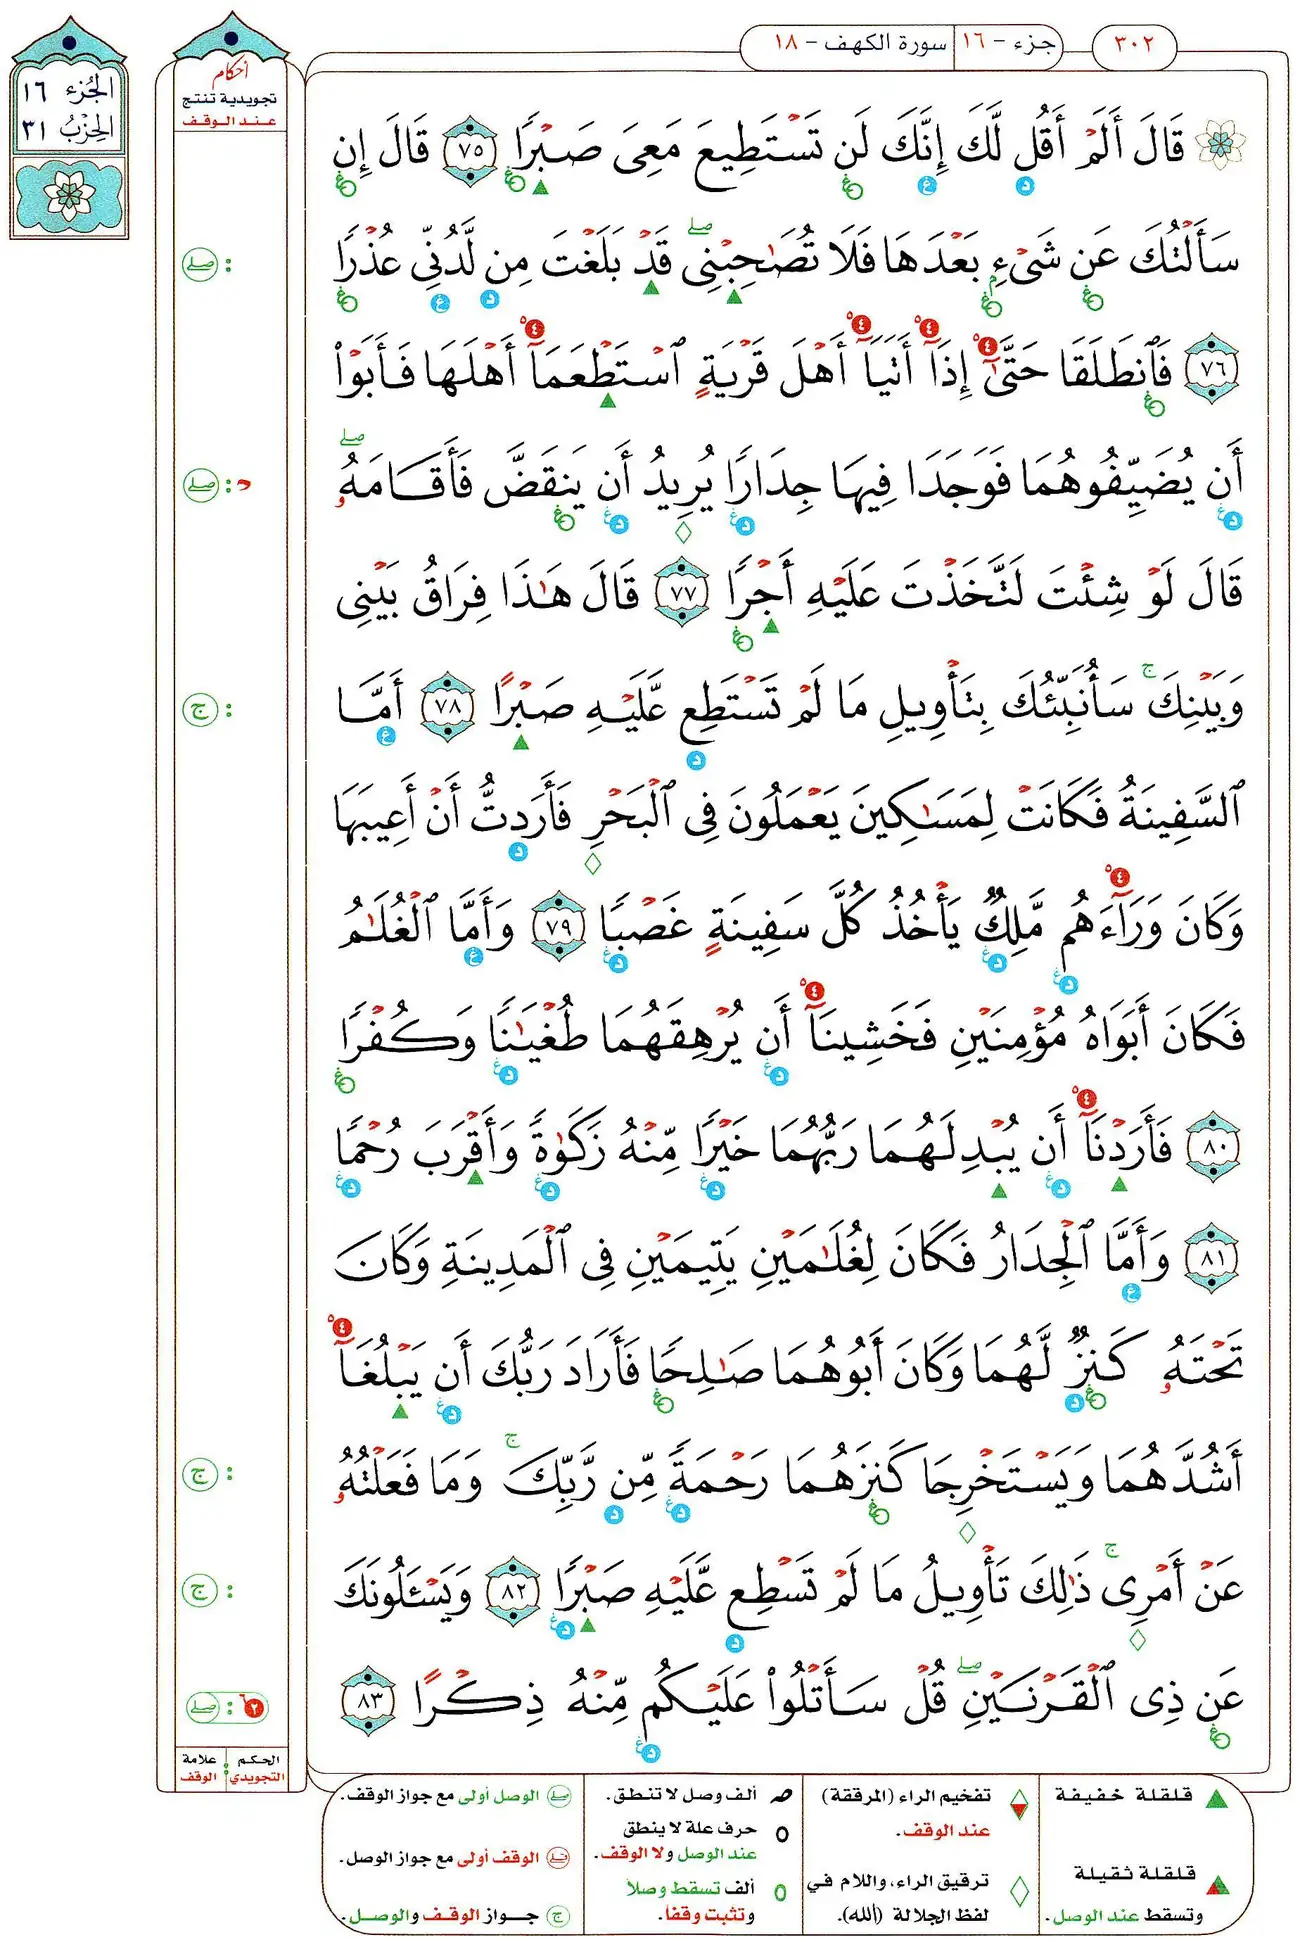 ٣٠٢
جزء - ١٦ سورة الكهف - ١٨
الجُزء ١٦
الحِزْبُ ٣١
أحكام
تجويدية تنتج
عند الوقف
قَالَ أَلَمْ أَقُل لَّكَ إِنَّكَ لَن تَسْتَطِيعَ مَعِىَ صَبْرًا ٧٥ قَالَ إِن
سَأَلْتُكَ عَن شَىْءٍۭ بَعْدَهَا فَلَا تُصَٰحِبْنِى ۖ قَدْ بَلَغْتَ مِن لَّدُنِّى عُذْرًا
٧٦ فَٱنطَلَقَا حَتَّىٰٓ إِذَآ أَتَيَآ أَهْلَ قَرْيَةٍ ٱسْتَطْعَمَآ أَهْلَهَا فَأَبَوْا۟
أَن يُضَيِّفُوهُمَا فَوَجَدَا فِيهَا جِدَارًا يُرِيدُ أَن يَنقَضَّ فَأَقَامَهُۥ ۖ
قَالَ لَوْ شِئْتَ لَتَّخَذْتَ عَلَيْهِ أَجْرًا ٧٧ قَالَ هَٰذَا فِرَاقُ بَيْنِى
وَبَيْنِكَ ۚ سَأُنَبِّئُكَ بِتَأْوِيلِ مَا لَمْ تَسْتَطِع عَّلَيْهِ صَبْرًا ٧٨ أَمَّا
ٱلسَّفِينَةُ فَكَانَتْ لِمَسَٰكِينَ يَعْمَلُونَ فِى ٱلْبَحْرِ فَأَرَدتُّ أَنْ أَعِيبَهَا
وَكَانَ وَرَآءَهُم مَّلِكٌ يَأْخُذُ كُلَّ سَفِينَةٍ غَصْبًا ٧٩ وَأَمَّا ٱلْغُلَٰمُ
فَكَانَ أَبَوَاهُ مُؤْمِنَيْنِ فَخَشِينَآ أَن يُرْهِقَهُمَا طُغْيَٰنًا وَكُفْرًا
٨٠ فَأَرَدْنَآ أَن يُبْدِلَهُمَا رَبُّهُمَا خَيْرًا مِّنْهُ زَكَوٰةً وَأَقْرَبَ رُحْمًا
٨١ وَأَمَّا ٱلْجِدَارُ فَكَانَ لِغُلَٰمَيْنِ يَتِيمَيْنِ فِى ٱلْمَدِينَةِ وَكَانَ
تَحْتَهُۥ كَنزٌ لَّهُمَا وَكَانَ أَبُوهُمَا صَٰلِحًا فَأَرَادَ رَبُّكَ أَن يَبْلُغَآ
أَشُدَّهُمَا وَيَسْتَخْرِجَا كَنزَهُمَا رَحْمَةً مِّن رَّبِّكَ ۚ وَمَا فَعَلْتُهُۥ
عَنْ أَمْرِى ۚ ذَٰلِكَ تَأْوِيلُ مَا لَمْ تَسْطِع عَّلَيْهِ صَبْرًا ٨٢ وَيَسْـَٔلُونَكَ
عَن ذِى ٱلْقَرْنَيْنِ ۖ قُلْ سَأَتْلُوا۟ عَلَيْكُم مِّنْهُ ذِكْرًا ٨٣
الحكم التجويدي
علامة الوقف
قلقلة خفيفة
قلقلة ثقيلة
وتسقط عند الوصل.
تفخيم الراء (المرققة)
عند الوقف.
ترقيق الراء، واللام في
لفظ الجلالة (الله).
ألف وصل لا تنطق.
حرف علة لا ينطق
عند الوصل ولا الوقف.
ألف تسقط وصلاً
وتثبت وقفاً.
صلى الوصل أولى مع جواز الوقف.
قلى الوقف أولى مع جواز الوصل.
ج جواز الوقف والوصل.